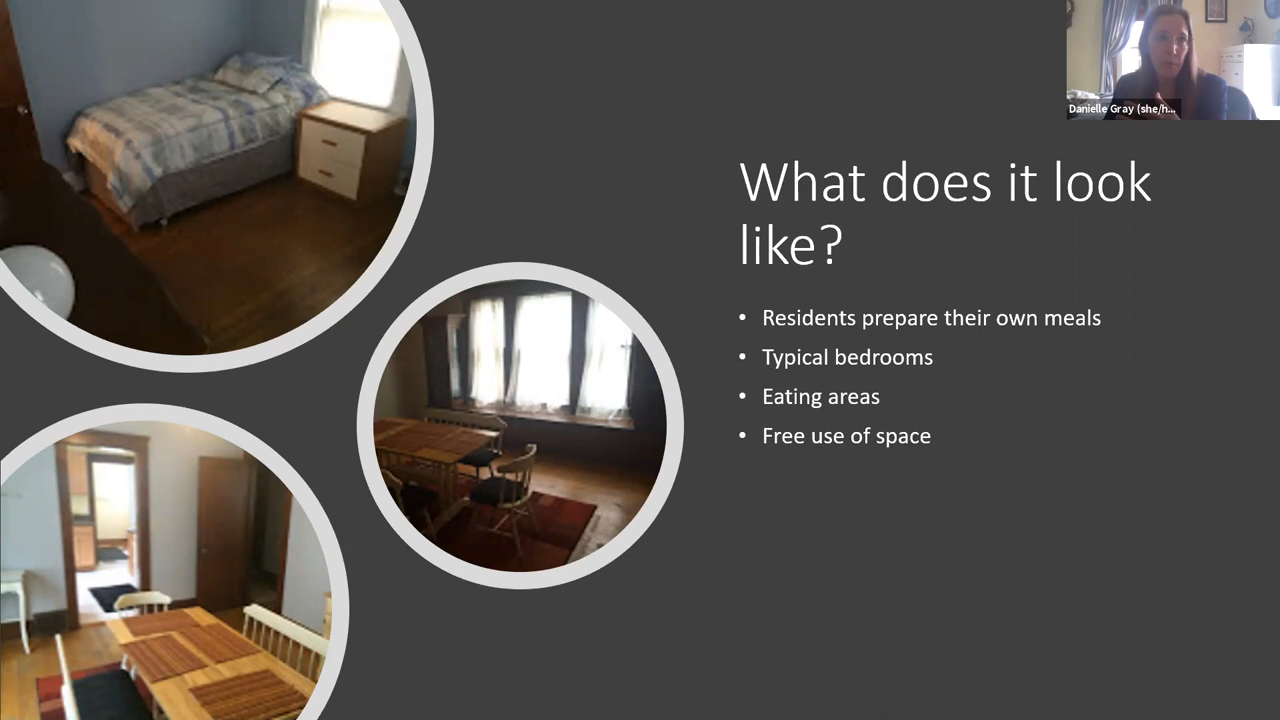 Danielle Gray (she/h...
What does it look
like?
• Residents prepare their own meals
• Typical bedrooms
• Eating areas
• Free use of space